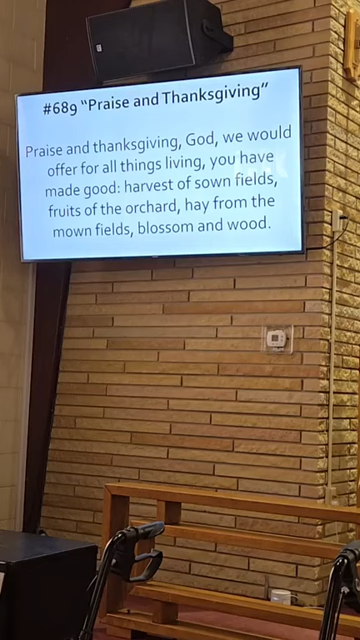 #689 "Praise and Thanksgiving"
Praise and thanksgiving, God, we would
offer for all things living, you have
made good: harvest of sown fields,
fruits of the orchard, hay from the
mown fields, blossom and wood.